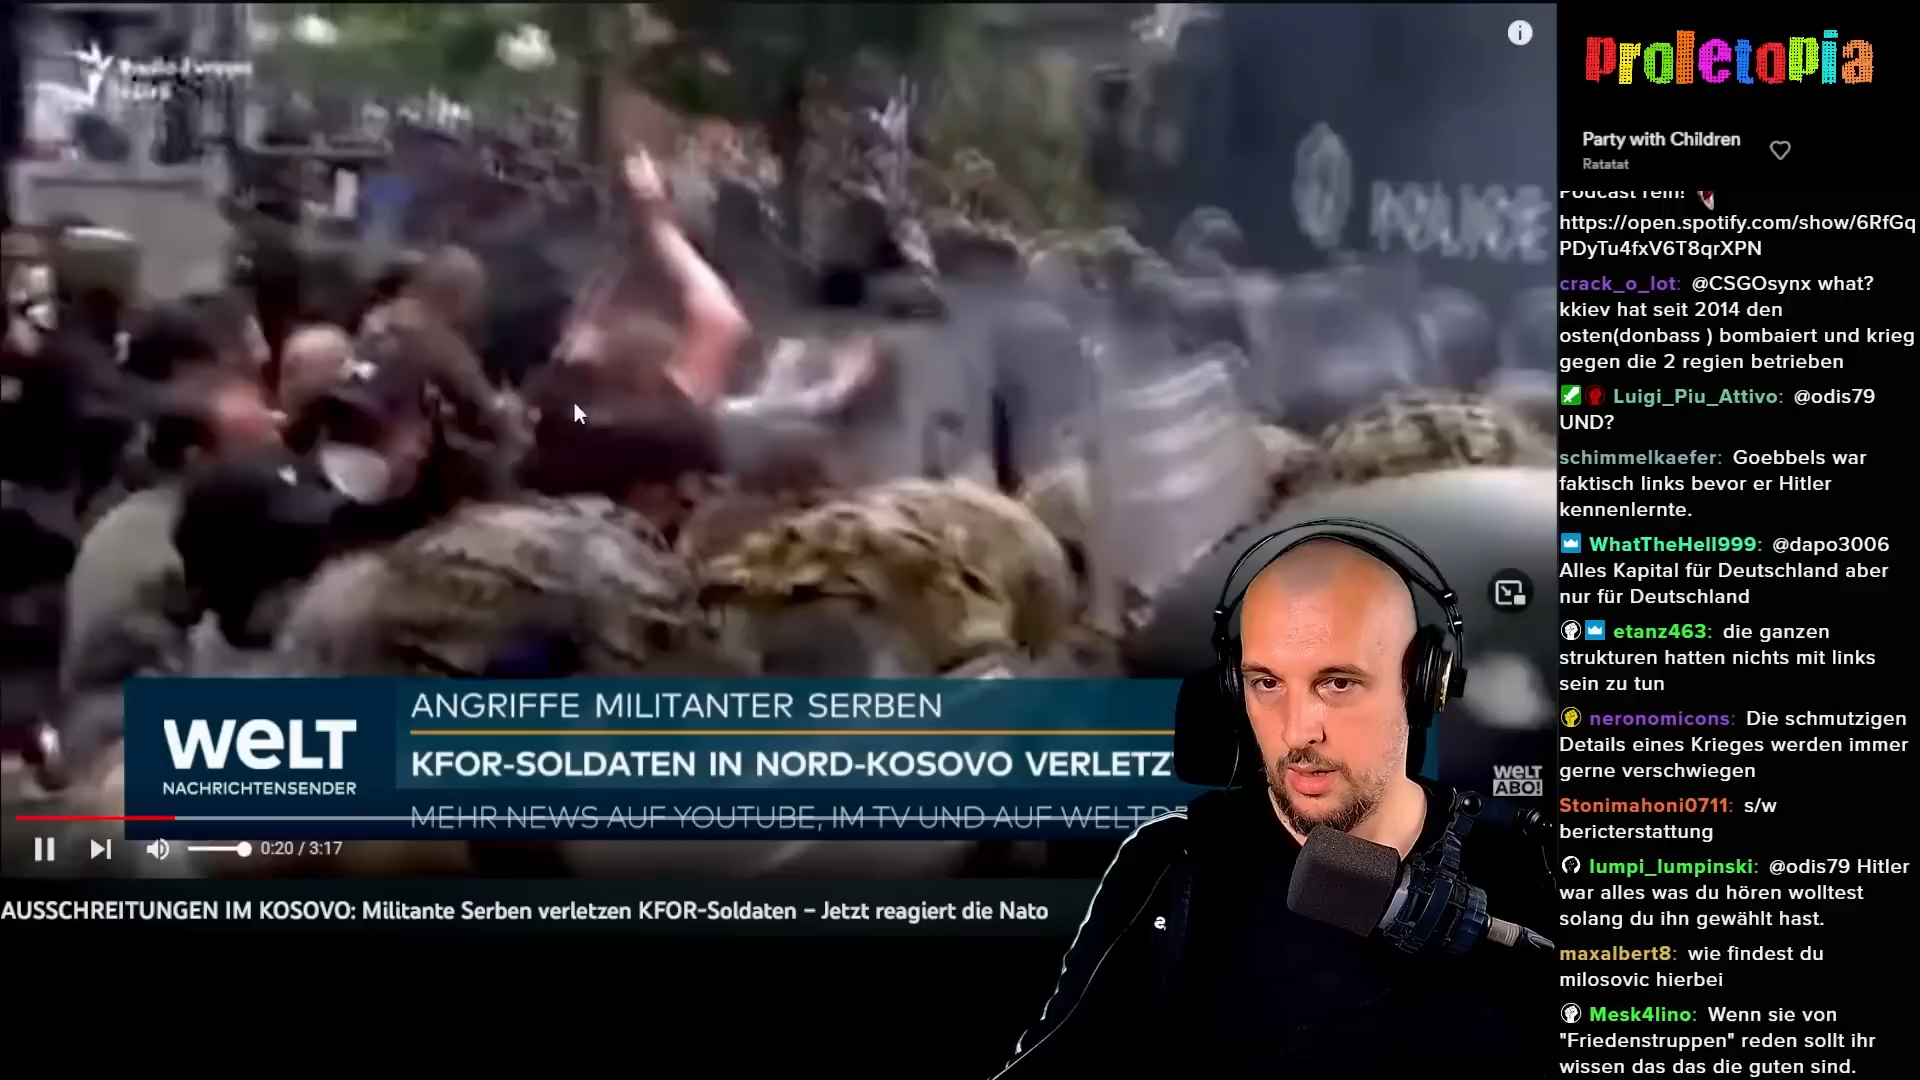 POLICE
ANGRIFFE MILITANTER SERBEN
WELT
NACHRICHTENSENDER
KFOR-SOLDATEN IN NORD-KOSOVO VERLETZT
MEHR NEWS AUF YOUTUBE, IM TV UND AUF WELT.DE
WELT
ABO!
0:20 / 3:17
AUSSCHREITUNGEN IM KOSOVO: Militante Serben verletzen KFOR-Soldaten – Jetzt reagiert die Nato
Proletopia
Party with Children
Ratatat
Podcast rein!
https://open.spotify.com/show/6RfGq
PDyTu4fxV6T8qrXPN
crack_o_lot: @CSGOsynx what?
kkiev hat seit 2014 den
osten(donbass ) bombaiert und krieg
gegen die 2 regien betrieben
Luigi_Piu_Attivo: @odis79
UND?
schimmelkaefer: Goebbels war
faktisch links bevor er Hitler
kennenlernte.
WhatTheHell999: @dapo3006
Alles Kapital für Deutschland aber
nur für Deutschland
etanz463: die ganzen
strukturen hatten nichts mit links
sein zu tun
neronomicons: Die schmutzigen
Details eines Krieges werden immer
gerne verschwiegen
Stonimahoni0711: s/w
bericterstattung
lumpi_lumpinski: @odis79 Hitler
war alles was du hören wolltest
solang du ihn gewählt hast.
maxalbert8: wie findest du
milosovic hierbei
Mesk4lino: Wenn sie von
"Friedenstruppen" reden sollt ihr
wissen das das die guten sind.